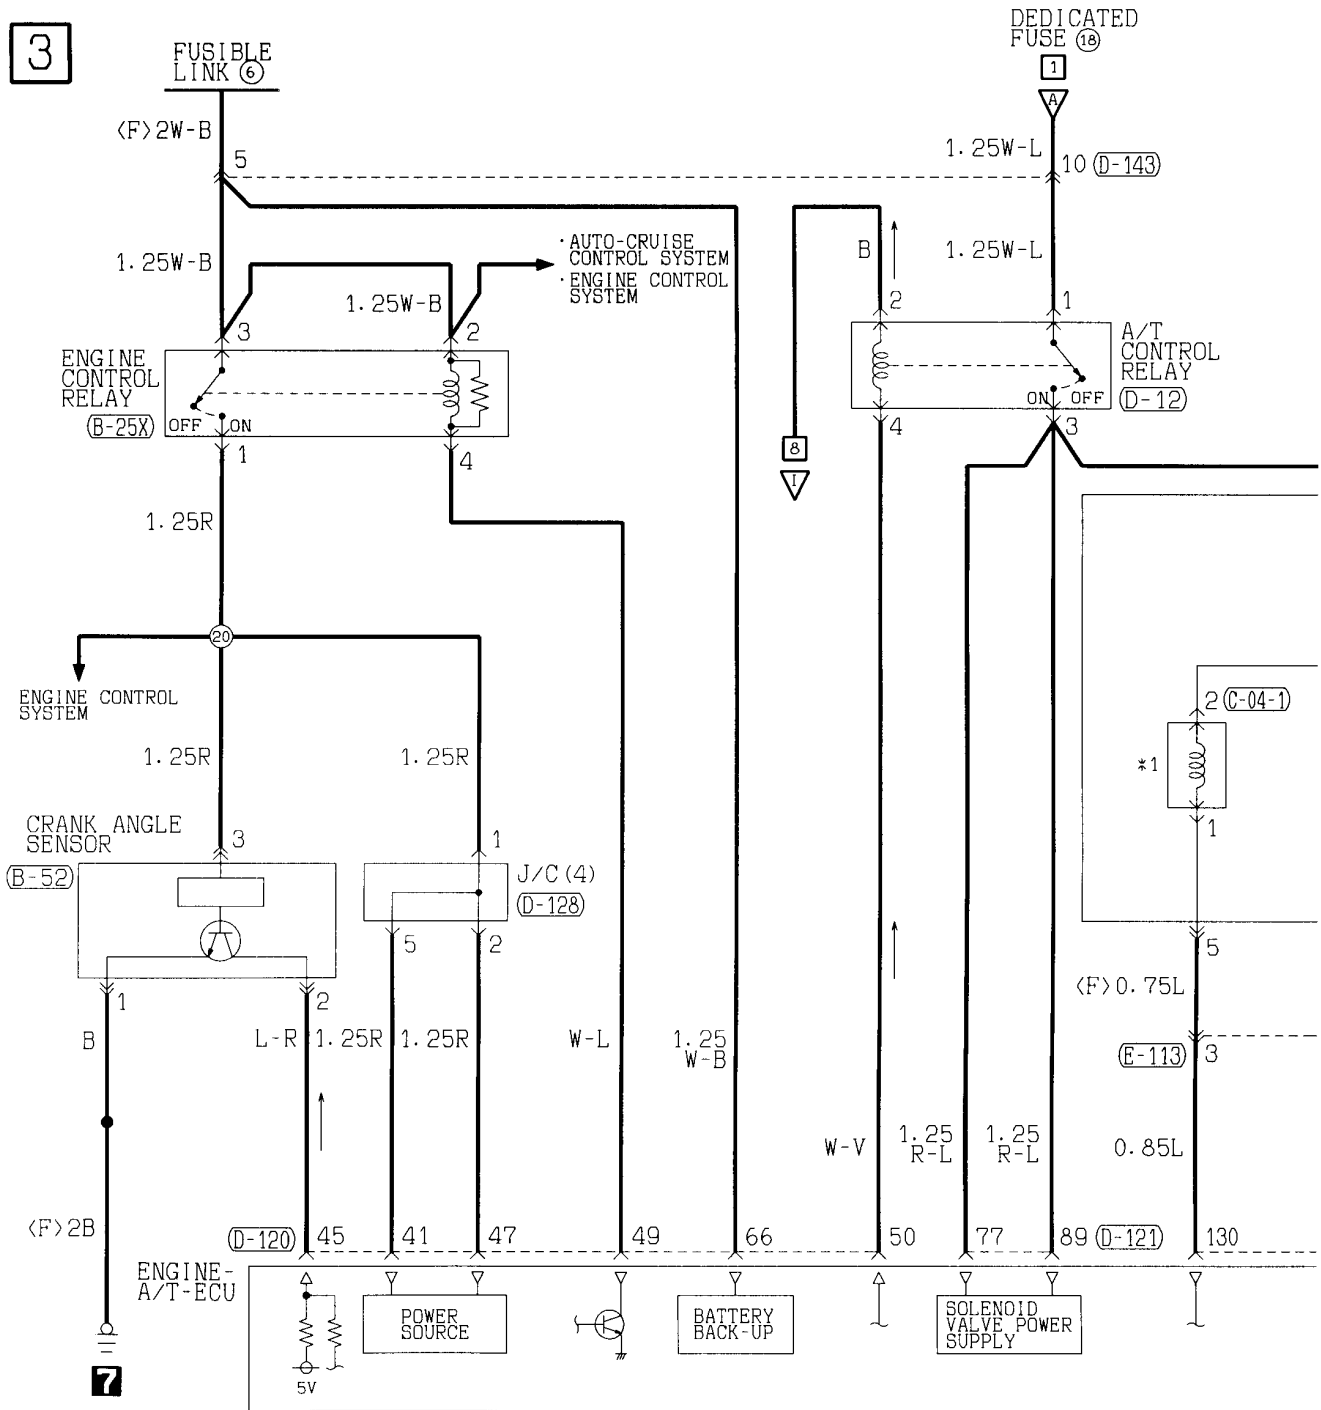 3
FUSIBLE
LINK 6
DEDICATED
FUSE 18
1
A
<F>2W-B
5
1.25W-L
10 (D-143)
1.25W-B
1.25W-B
· AUTO-CRUISE
CONTROL SYSTEM
· ENGINE CONTROL
SYSTEM
B
1.25W-L
3
2
2
1
ENGINE
CONTROL
RELAY
(B-25X)
OFF
ON
A/T
CONTROL
RELAY
(D-12)
ON
OFF
1
4
4
3
8
I
1.25R
20
ENGINE CONTROL
SYSTEM
2 (C-04-1)
1.25R
1.25R
*1
1
CRANK ANGLE
SENSOR
(B-52)
3
1
J/C (4)
(D-128)
5
2
5
1
2
<F>0.75L
B
L-R
1.25R
1.25R
W-L
1.25
W-B
(E-113)
3
W-V
1.25
R-L
1.25
R-L
0.85L
<F>2B
(D-120)
45
41
47
49
66
50
77
89 (D-121)
130
ENGINE-
A/T-ECU
POWER
SOURCE
BATTERY
BACK-UP
SOLENOID
VALVE POWER
SUPPLY
5V
7